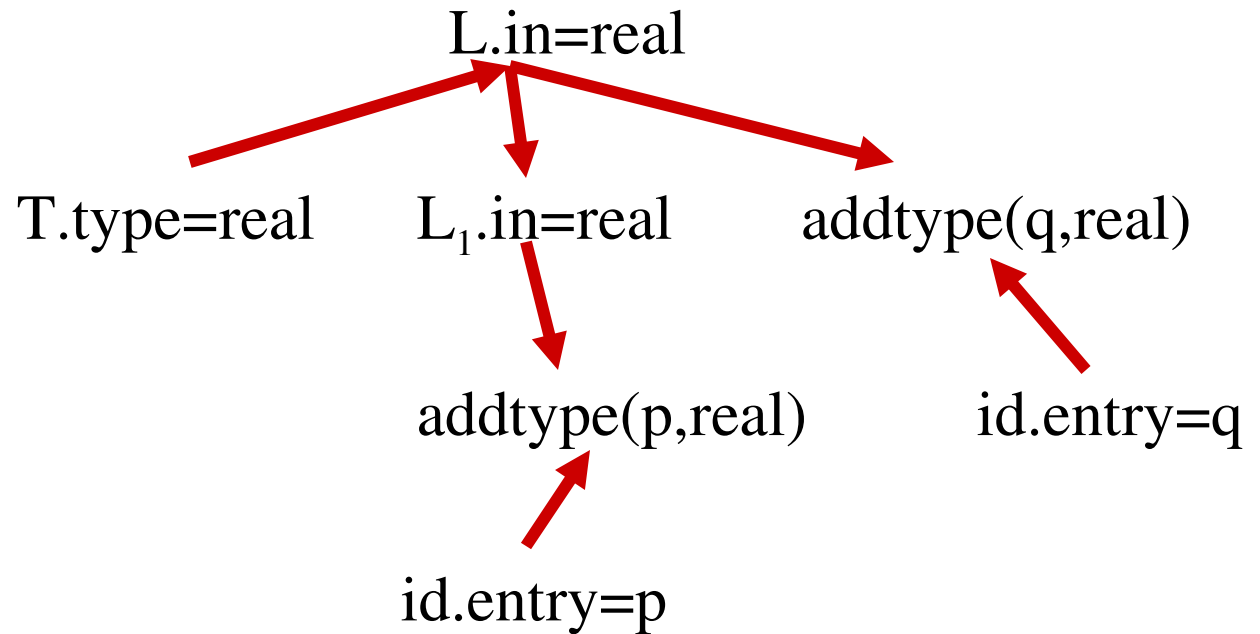 L.in=real
T.type=real L₁.in=real addtype(q,real)
addtype(p,real) id.entry=q
id.entry=p